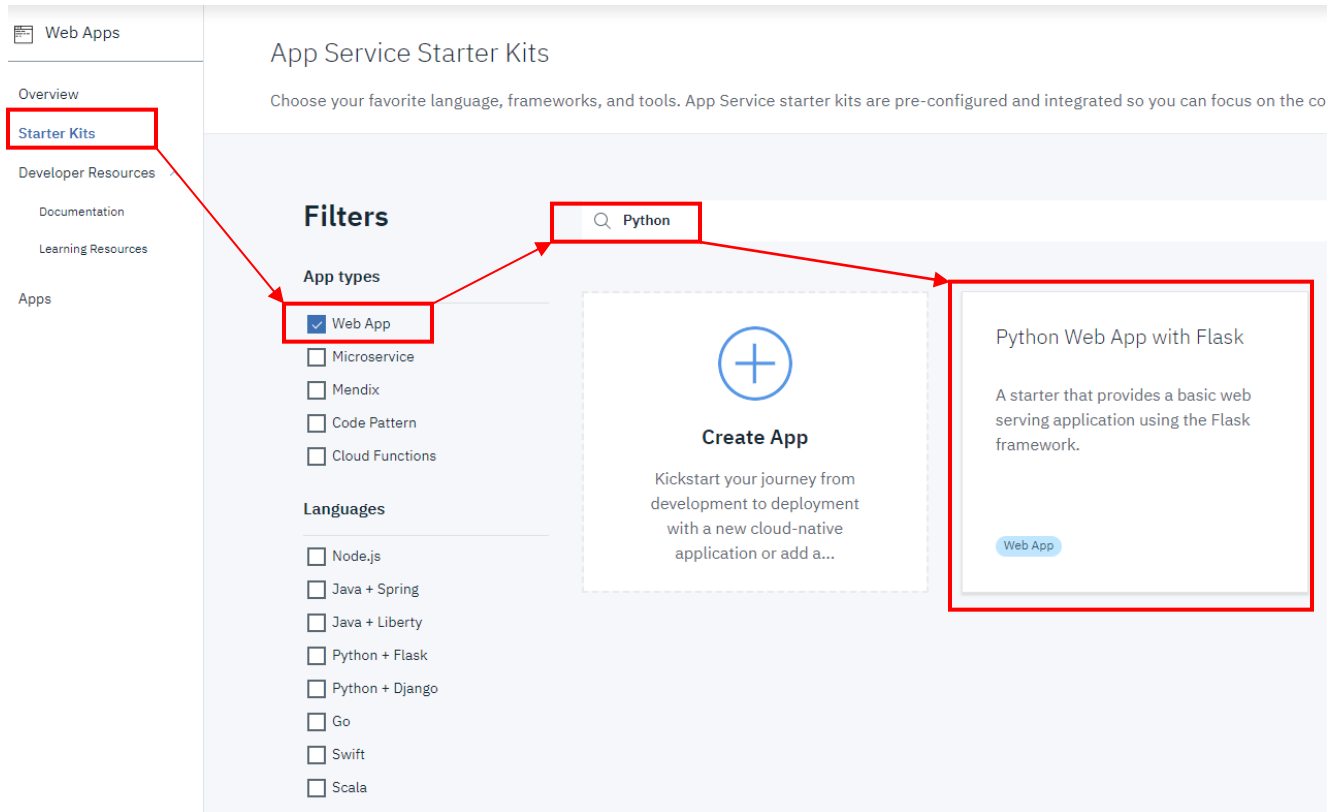 Web Apps
Overview
Starter Kits
Developer Resources
Documentation
Learning Resources
Apps
App Service Starter Kits
Choose your favorite language, frameworks, and tools. App Service starter kits are pre-configured and integrated so you can focus on the co
Filters
App types
Web App
Microservice
Mendix
Code Pattern
Cloud Functions
Languages
Node.js
Java + Spring
Java + Liberty
Python + Flask
Python + Django
Go
Swift
Scala
Python
Create App
Kickstart your journey from
development to deployment
with a new cloud-native
application or add a...
Python Web App with Flask
A starter that provides a basic web
serving application using the Flask
framework.
Web App